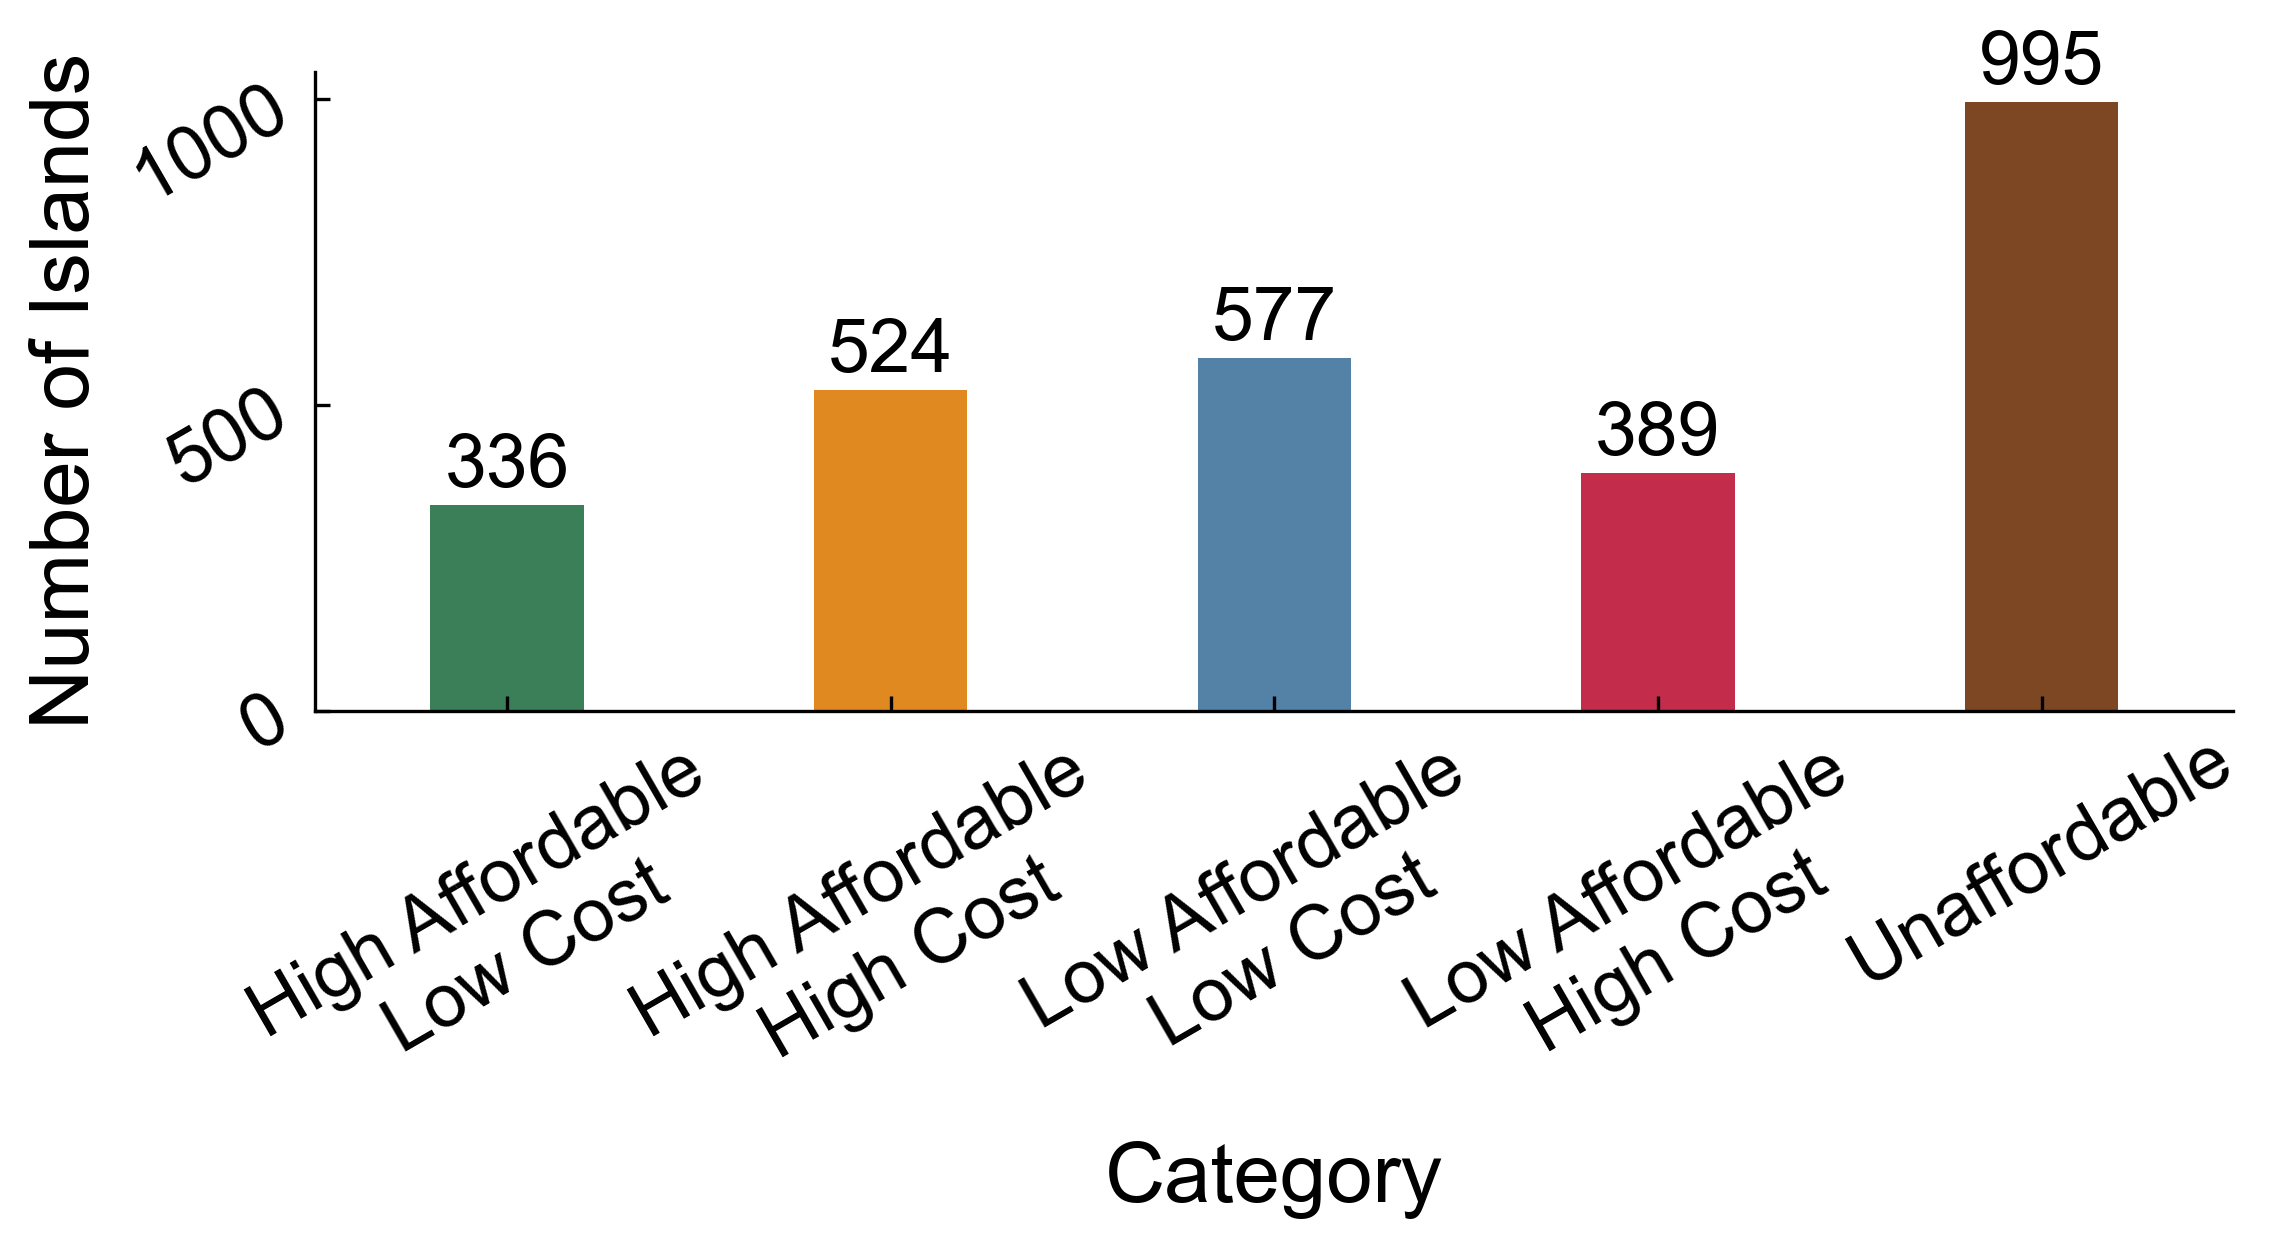 Number of Islands
1000
500
0
336
524
577
389
995
High Affordable
Low Cost
High Affordable
High Cost
Low Affordable
Low Cost
Low Affordable
High Cost
Unaffordable
Category